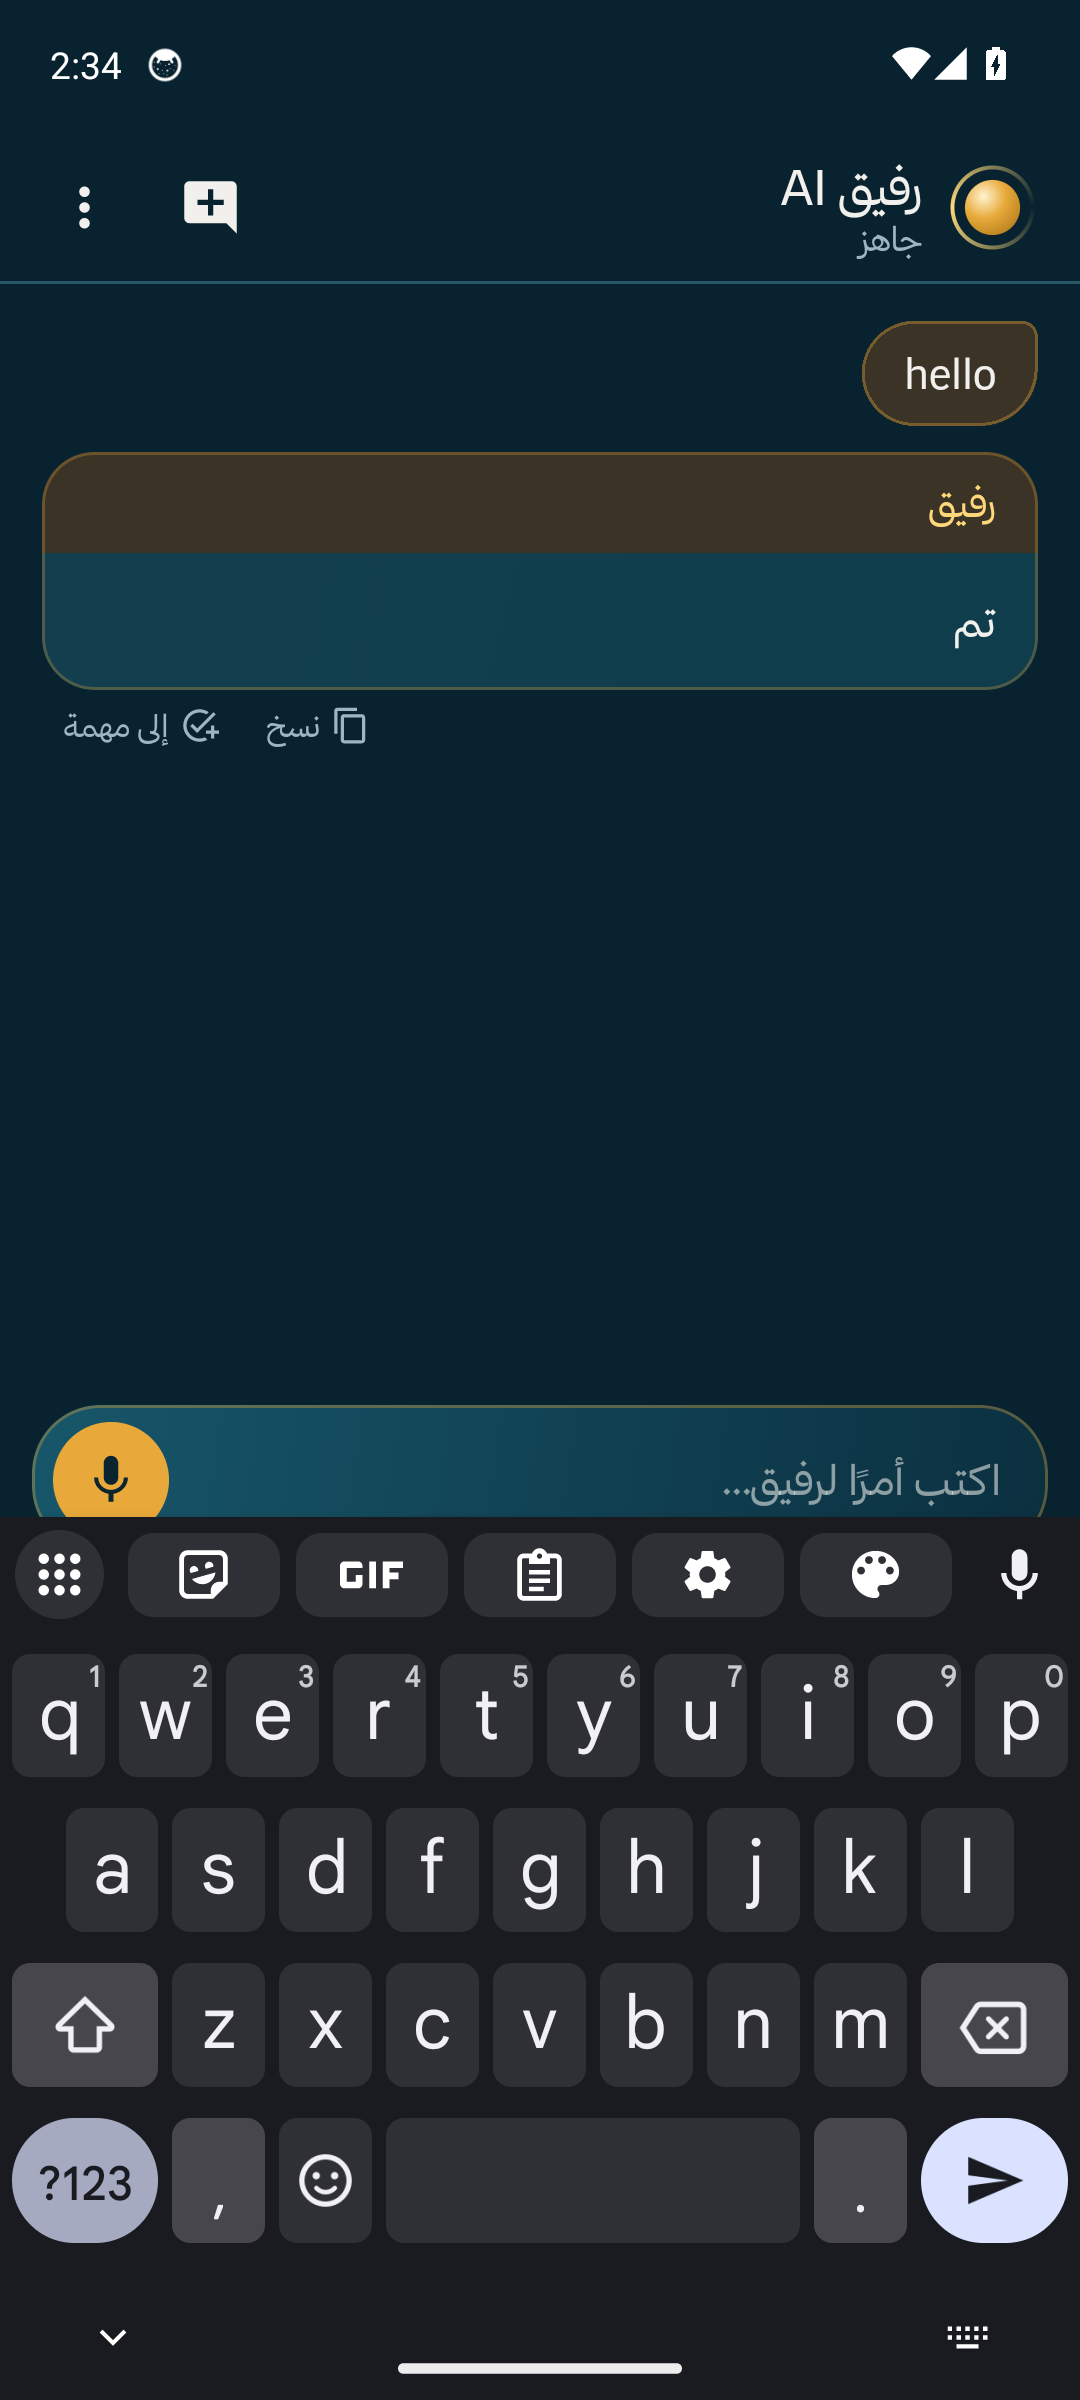 2:34
رفيق AI
جاهز
hello
رفيق
تم
نسخ
إلى مهمة
اكتب أمرًا لرفيق...
GIF
q1 w2 e3 r4 t5 y6 u7 i8 o9 p0
a s d f g h j k l
z x c v b n m
?123 , .